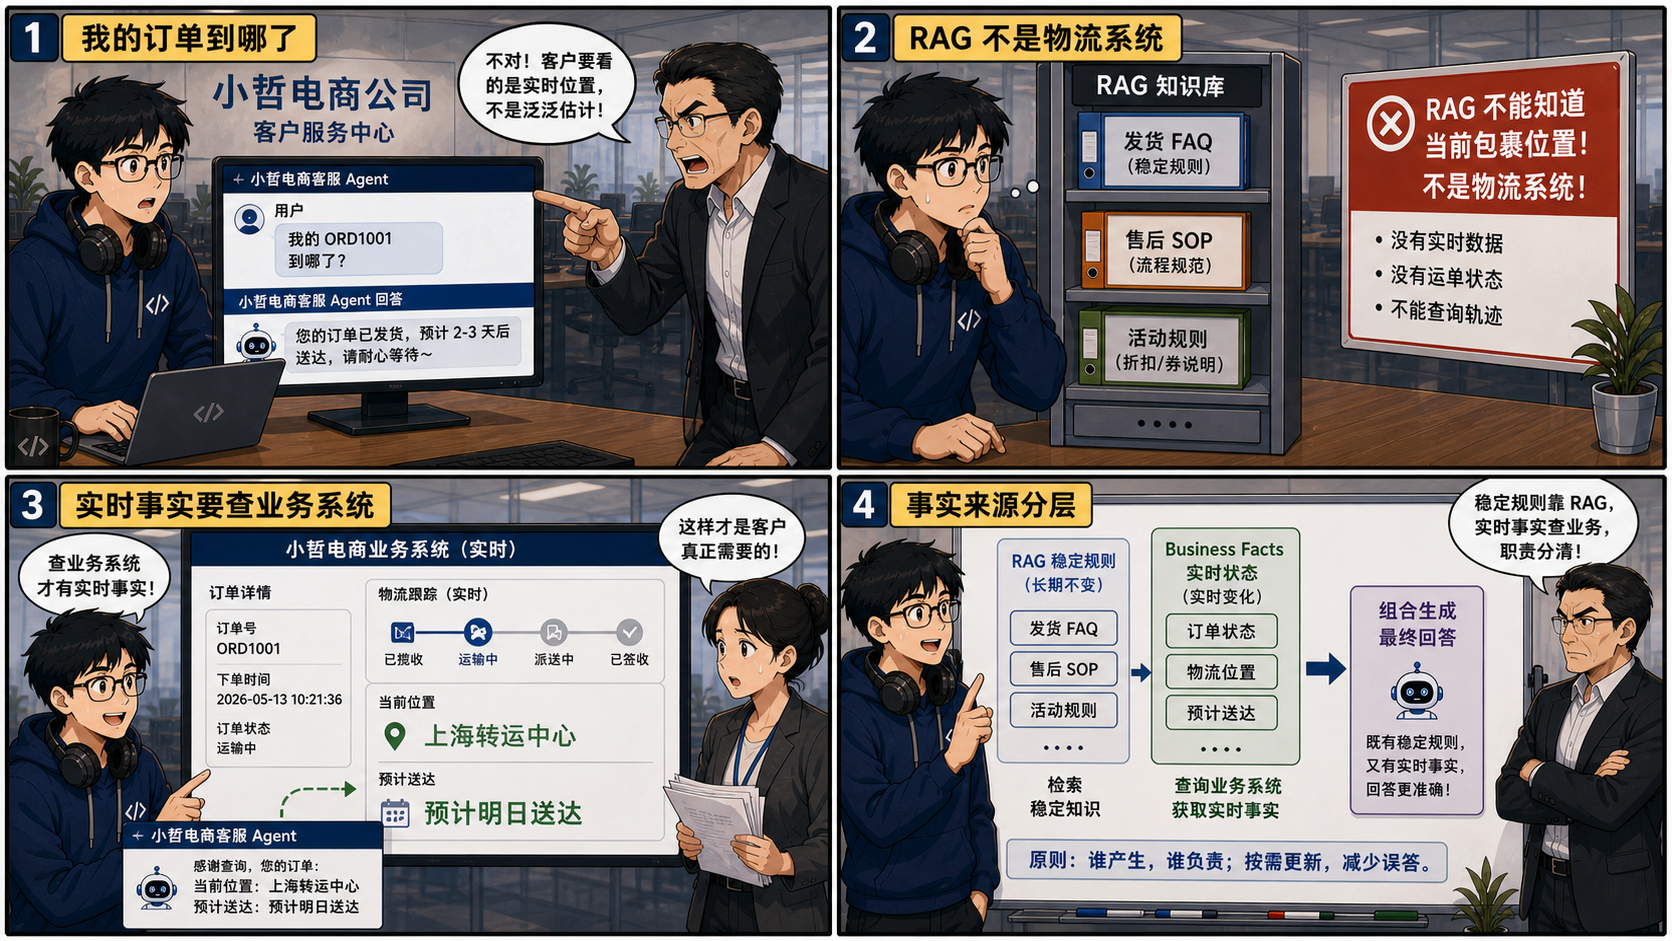 1 我的订单到哪了
小哲电商公司
客户服务中心
不对！客户要看
的是实时位置，
不是泛泛估计！
小哲电商客服 Agent
用户
我的 ORD1001
到哪了？
小哲电商客服 Agent 回答
您的订单已发货，预计 2-3 天后
送达，请耐心等待～
</>
</>
2 RAG 不是物流系统
RAG 知识库
发货 FAQ
（稳定规则）
售后 SOP
（流程规范）
活动规则
（折扣/券说明）
RAG 不能知道
当前包裹位置！
不是物流系统！
• 没有实时数据
• 没有运单状态
• 不能查询轨迹
</>
3 实时事实要查业务系统
查业务系统
才有实时事实！
这样才是客户
真正需要的！
小哲电商业务系统（实时）
订单详情
订单号
ORD1001
下单时间
2026-05-13 10:21:36
订单状态
运输中
物流跟踪（实时）
已揽收 运输中 派送中 已签收
当前位置
上海转运中心
预计送达
预计明日送达
</>
小哲电商客服 Agent
感谢查询，您的订单：
当前位置：上海转运中心
预计送达：预计明日送达
4 事实来源分层
稳定规则靠 RAG，
实时事实查业务，
职责分清！
RAG 稳定规则
（长期不变）
发货 FAQ
售后 SOP
活动规则
检索
稳定知识
Business Facts
实时状态
（实时变化）
订单状态
物流位置
预计送达
查询业务系统
获取实时事实
组合生成
最终回答
既有稳定规则，
又有实时事实，
回答更准确！
原则：谁产生，谁负责；按需更新，减少误答。